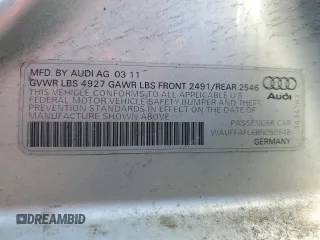 MFD. BY AUDI AG 03 11
GVWR LBS 4927 GAWR LBS FRONT 2491/REAR 2546
THIS VEHICLE CONFORMS TO ALL APPLICABLE
FEDERAL MOTOR VEHICLE SAFETY BUMPER AND THEFT
PREVENTION STANDARDS IN EFFECT ON THE DATE OF
MANUFACTURE SHOWN ABOVE.
Audi
PASSENGER CAR
GERMANY
DREAMBID